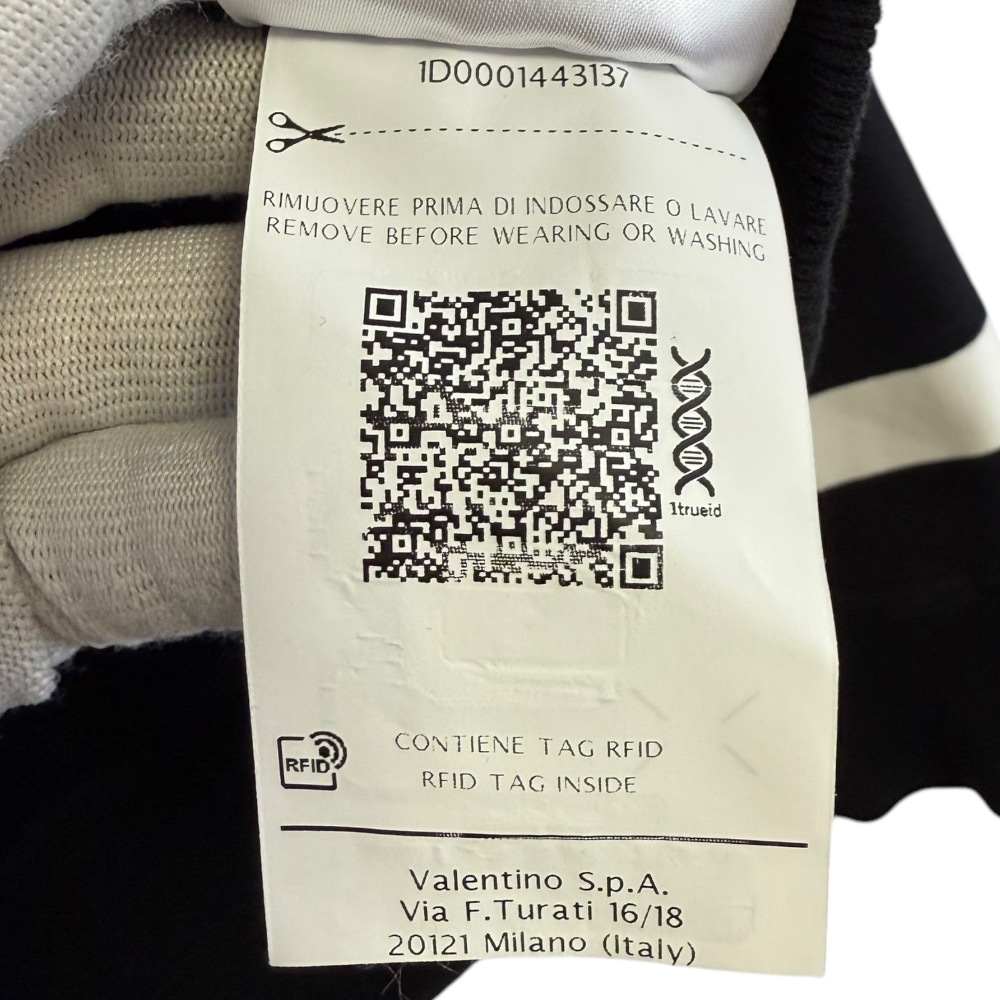 1D0001443137
RIMUOVERE PRIMA DI INDOSSARE O LAVARE
REMOVE BEFORE WEARING OR WASHING
1trueid
RFID
CONTIENE TAG RFID
RFID TAG INSIDE
Valentino S.p.A.
Via F.Turati 16/18
20121 Milano (Italy)